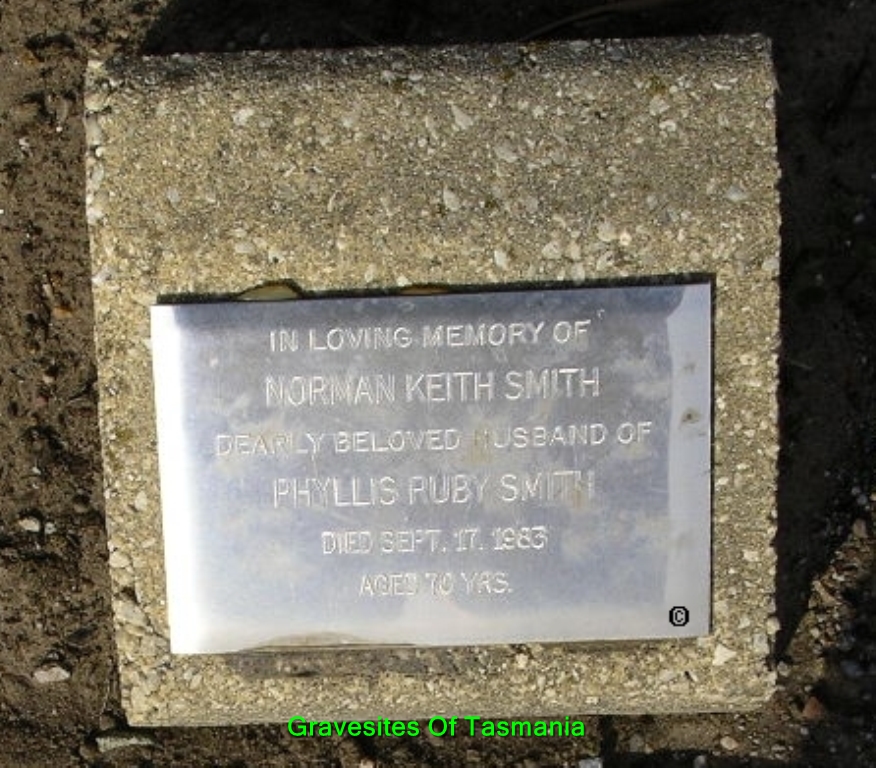 IN LOVING MEMORY OF
NORMAN KEITH SMITH
DEARLY BELOVED HUSBAND OF
PHYLLIS RUBY SMITH
DIED SEPT. 17. 1983
AGED 70 YRS.
©
Gravesites Of Tasmania